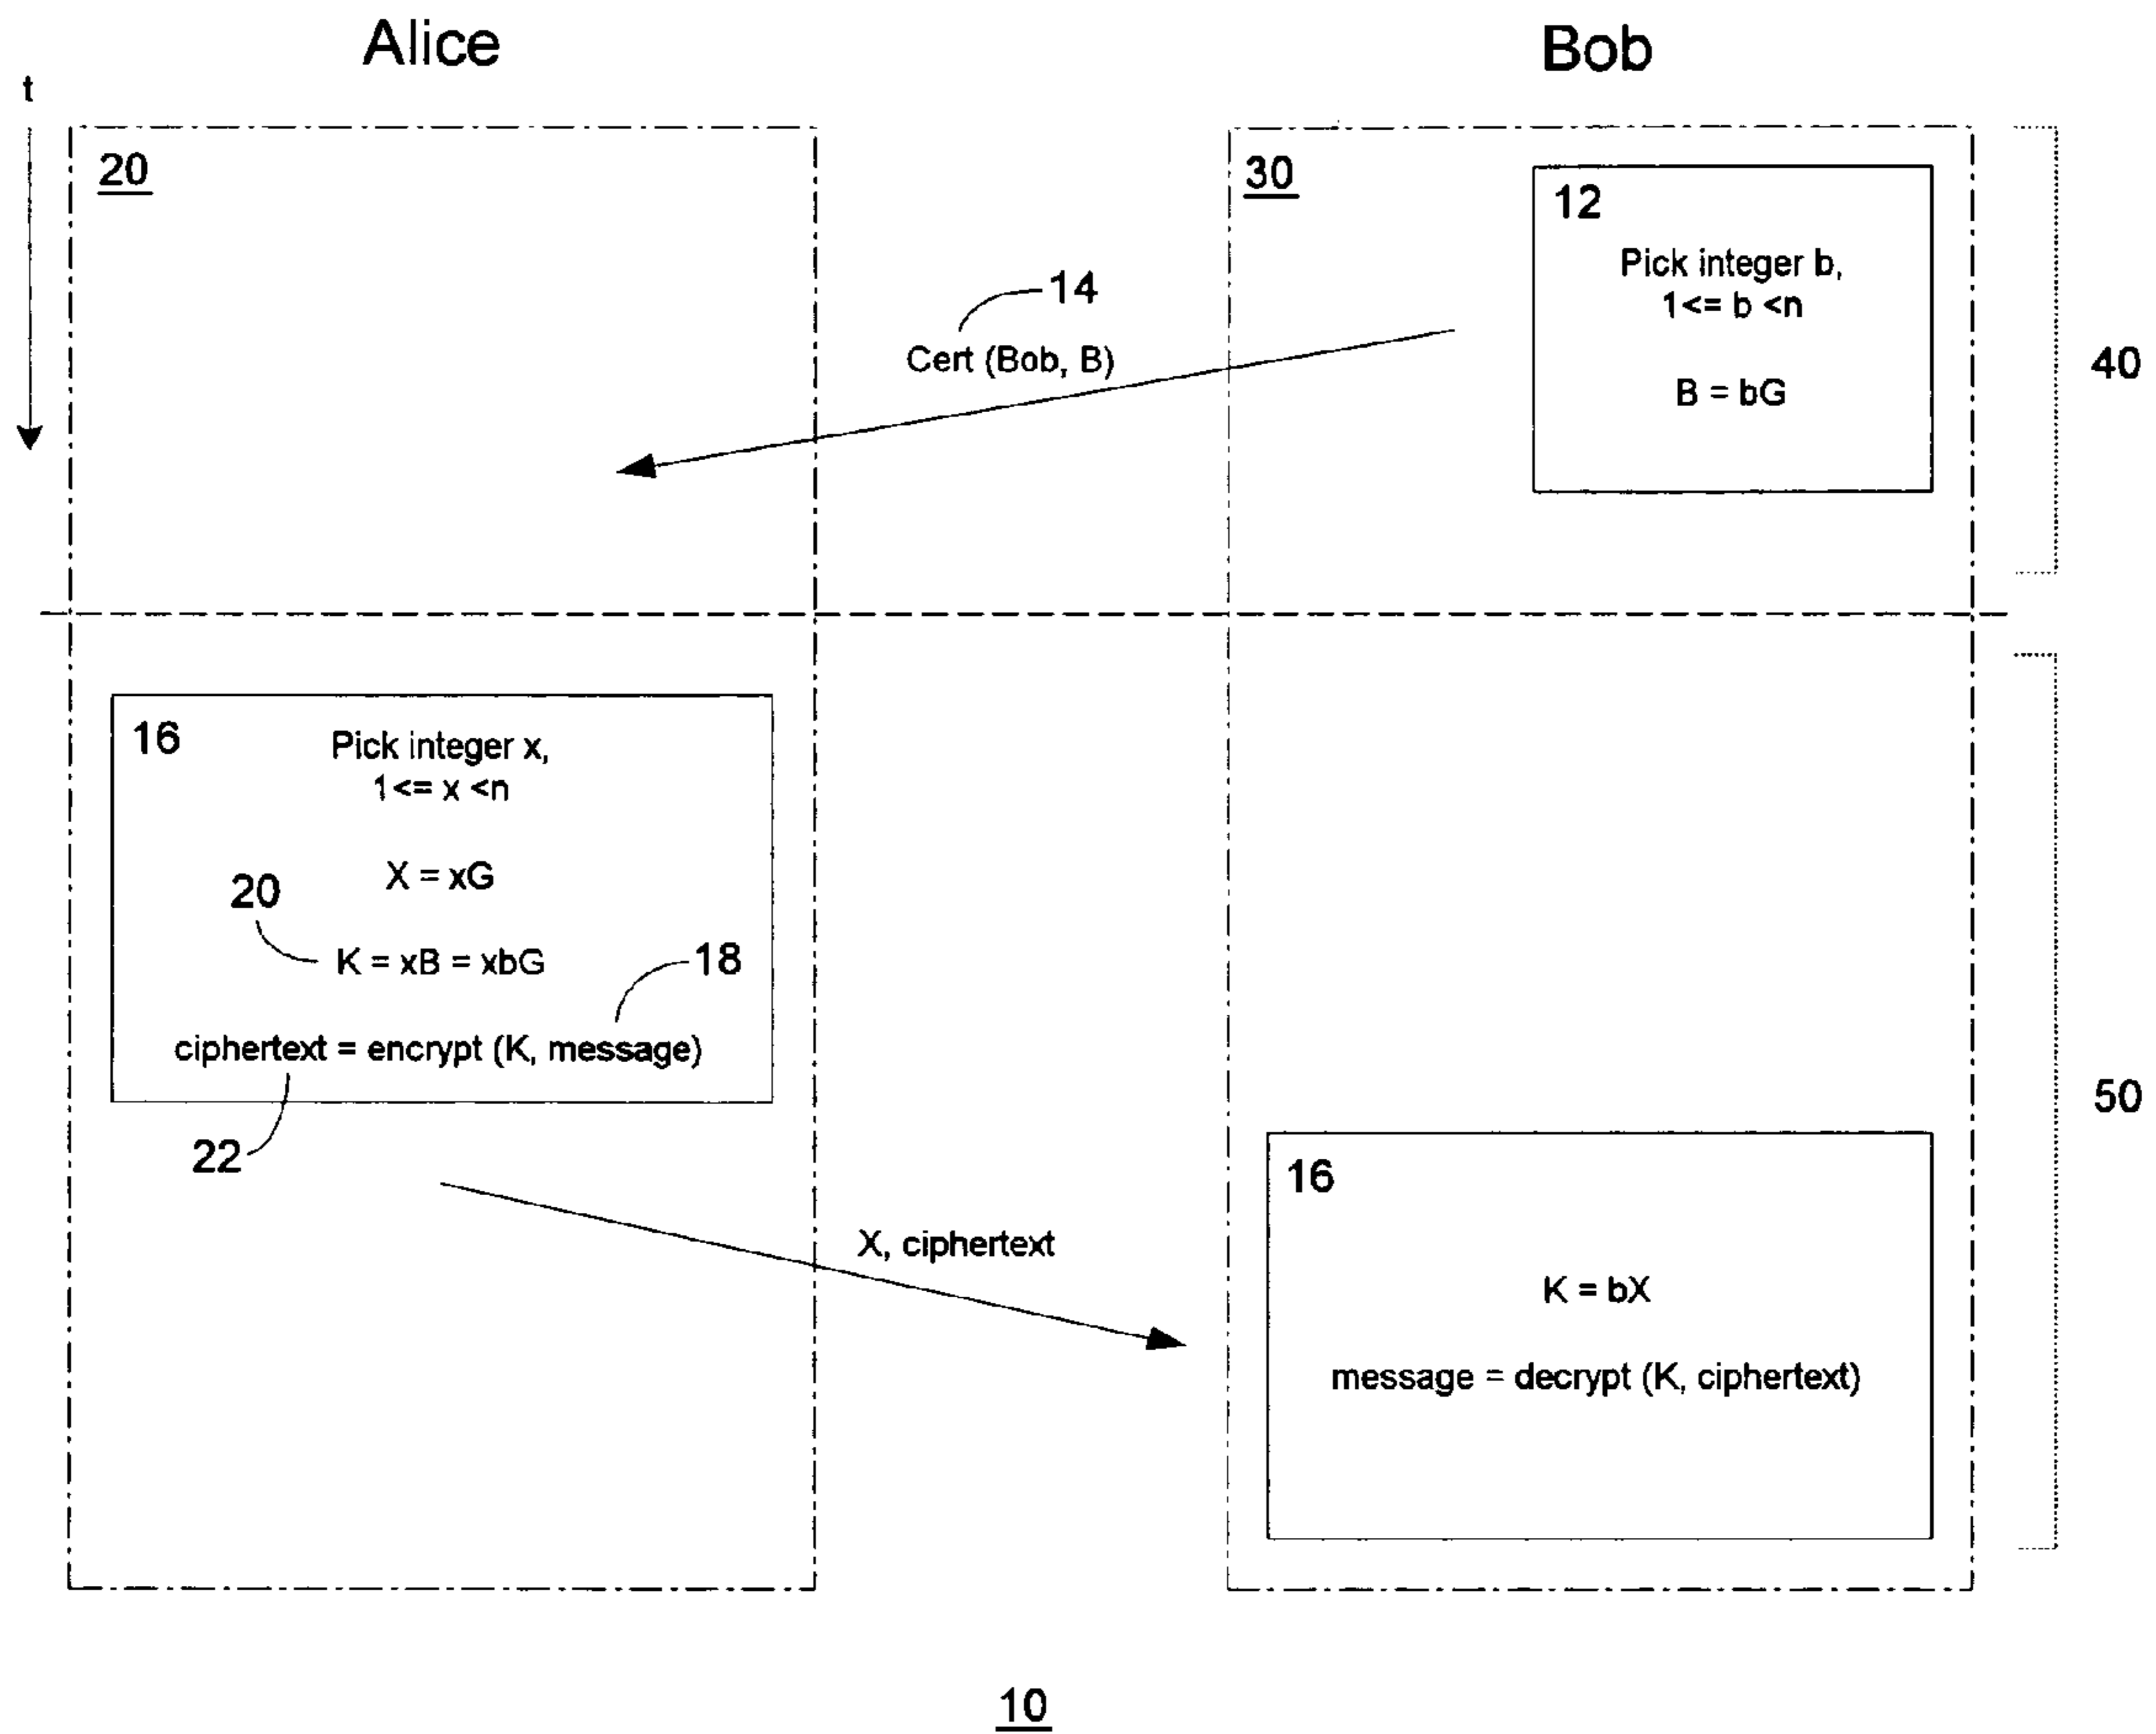 Alice
Bob
t
20
30
12
Pick integer b,
1<= b <n
B = bG
14
Cert (Bob, B)
40
16
Pick integer x,
1<= x <n
X = xG
20
K = xB = xbG
18
ciphertext = encrypt (K, message)
22
50
X, ciphertext
16
K = bX
message = decrypt (K, ciphertext)
10